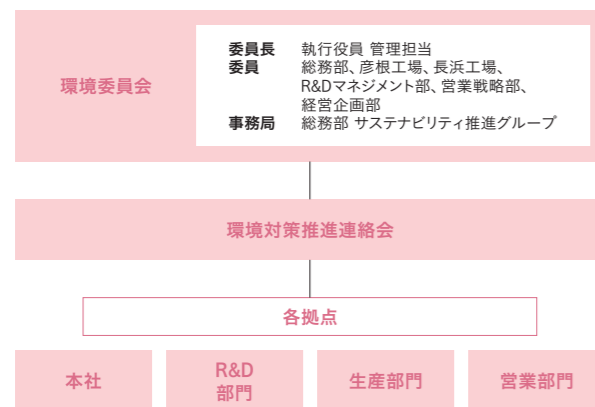 環境委員会
委員長 執行役員 管理担当
委員 総務部、彦根工場、長浜工場、
R&Dマネジメント部、営業戦略部、
経営企画部
事務局 総務部 サステナビリティ推進グループ
環境対策推進連絡会
各拠点
本社
R&D
部門
生産部門
営業部門